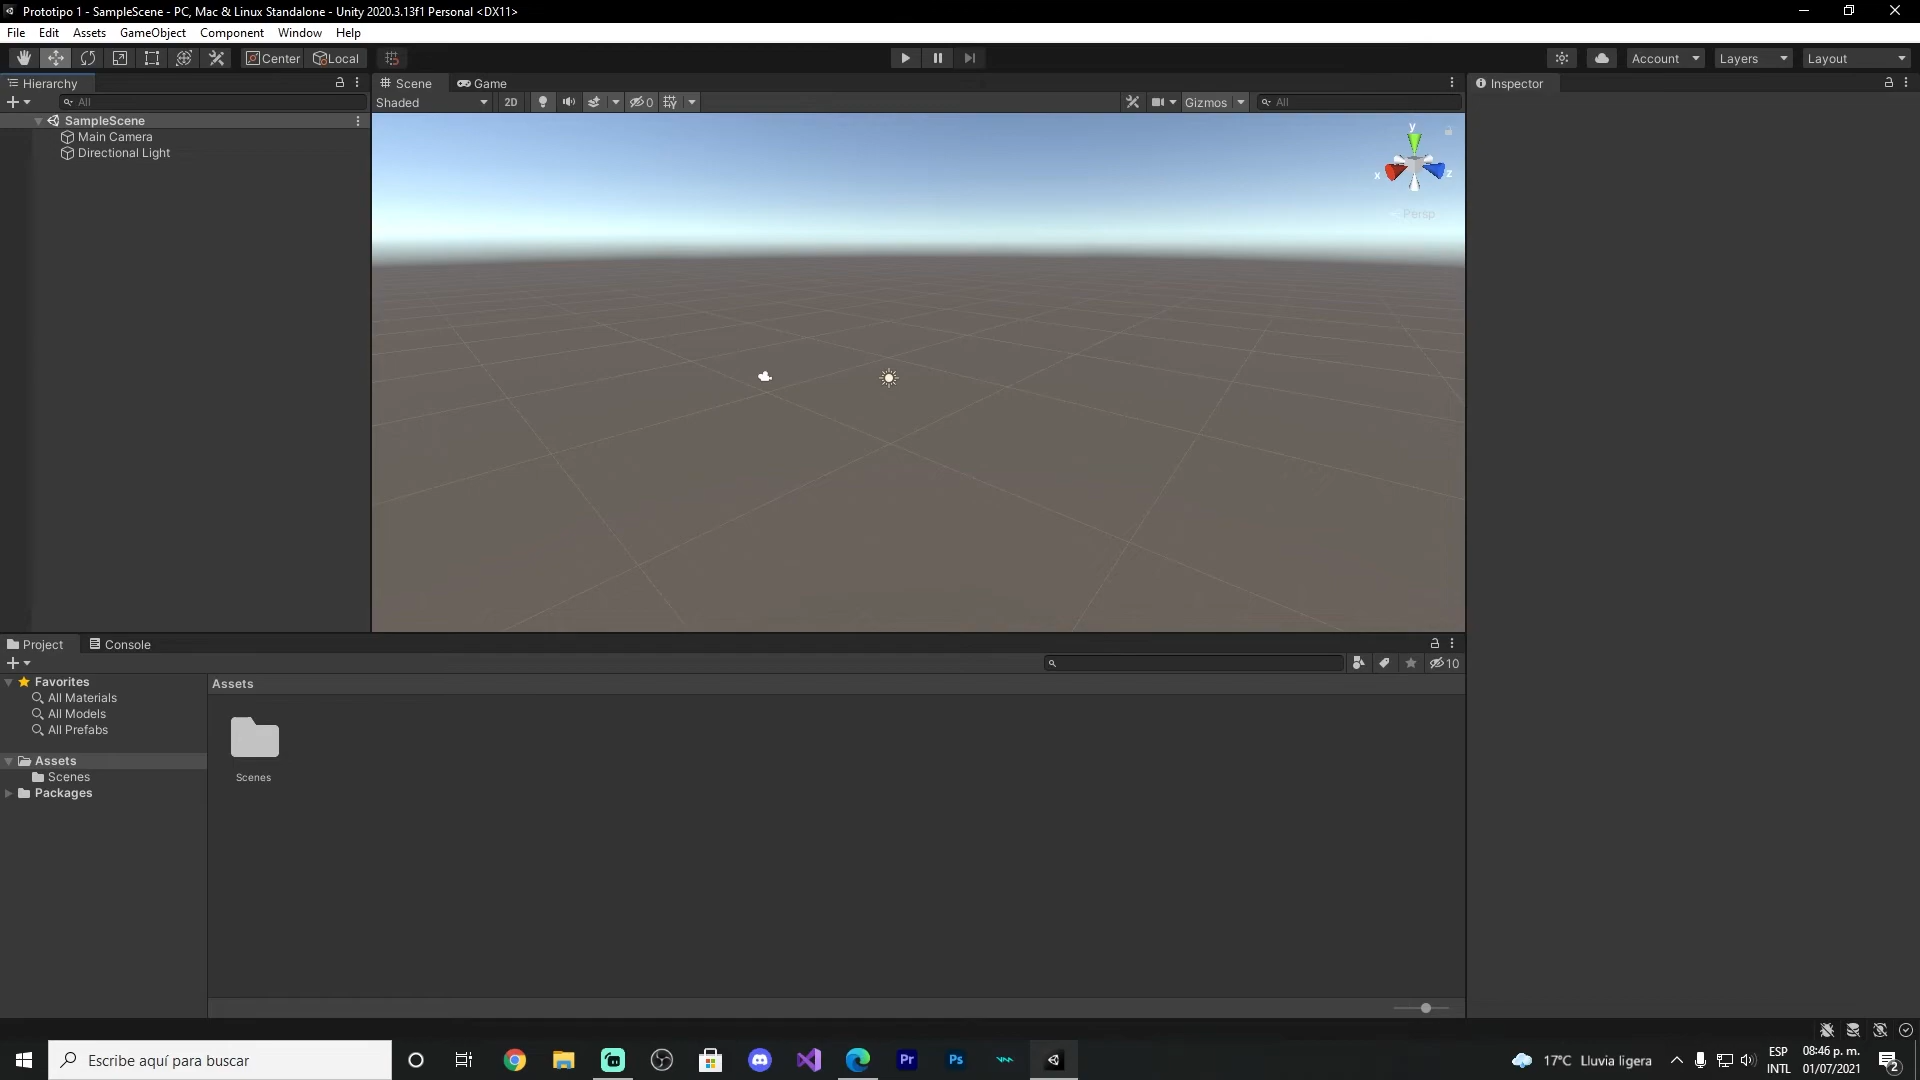 Prototipo 1 - SampleScene - PC, Mac & Linux Standalone - Unity 2020.3.13f1 Personal <DX11>
File Edit Assets GameObject Component Window Help
Center Local Account Layers Layout
Hierarchy Scene Game Inspector
All Shaded 2D 0 Gizmos All
SampleScene
Main Camera
Directional Light
y
x z
Persp
Project Console
10
Favorites Assets
All Materials
All Models
All Prefabs
Assets
Scenes Scenes
Packages
Escribe aquí para buscar
Pr Ps
17°C Lluvia ligera
ESP 08:46 p. m.
INTL 01/07/2021
2